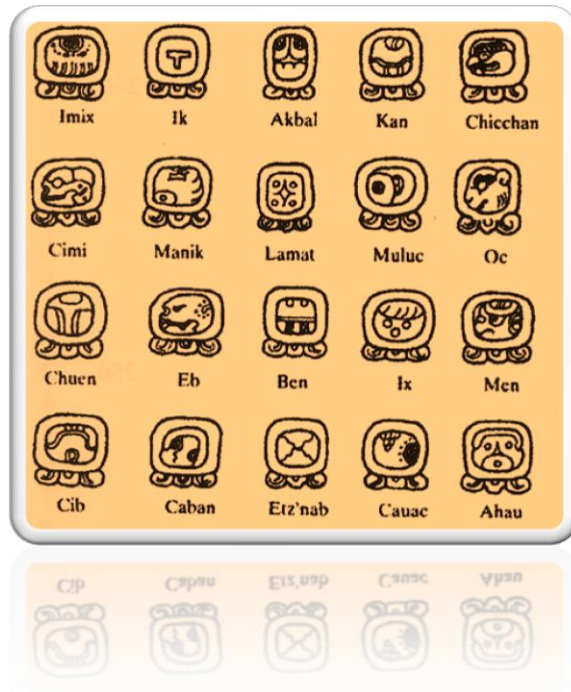 Imix Ik Akbal Kan Chicchan
Cimi Manik Lamat Muluc Oc
Chuen Eb Ben Ix Men
Cib Caban Etz'nab Cauac Ahau